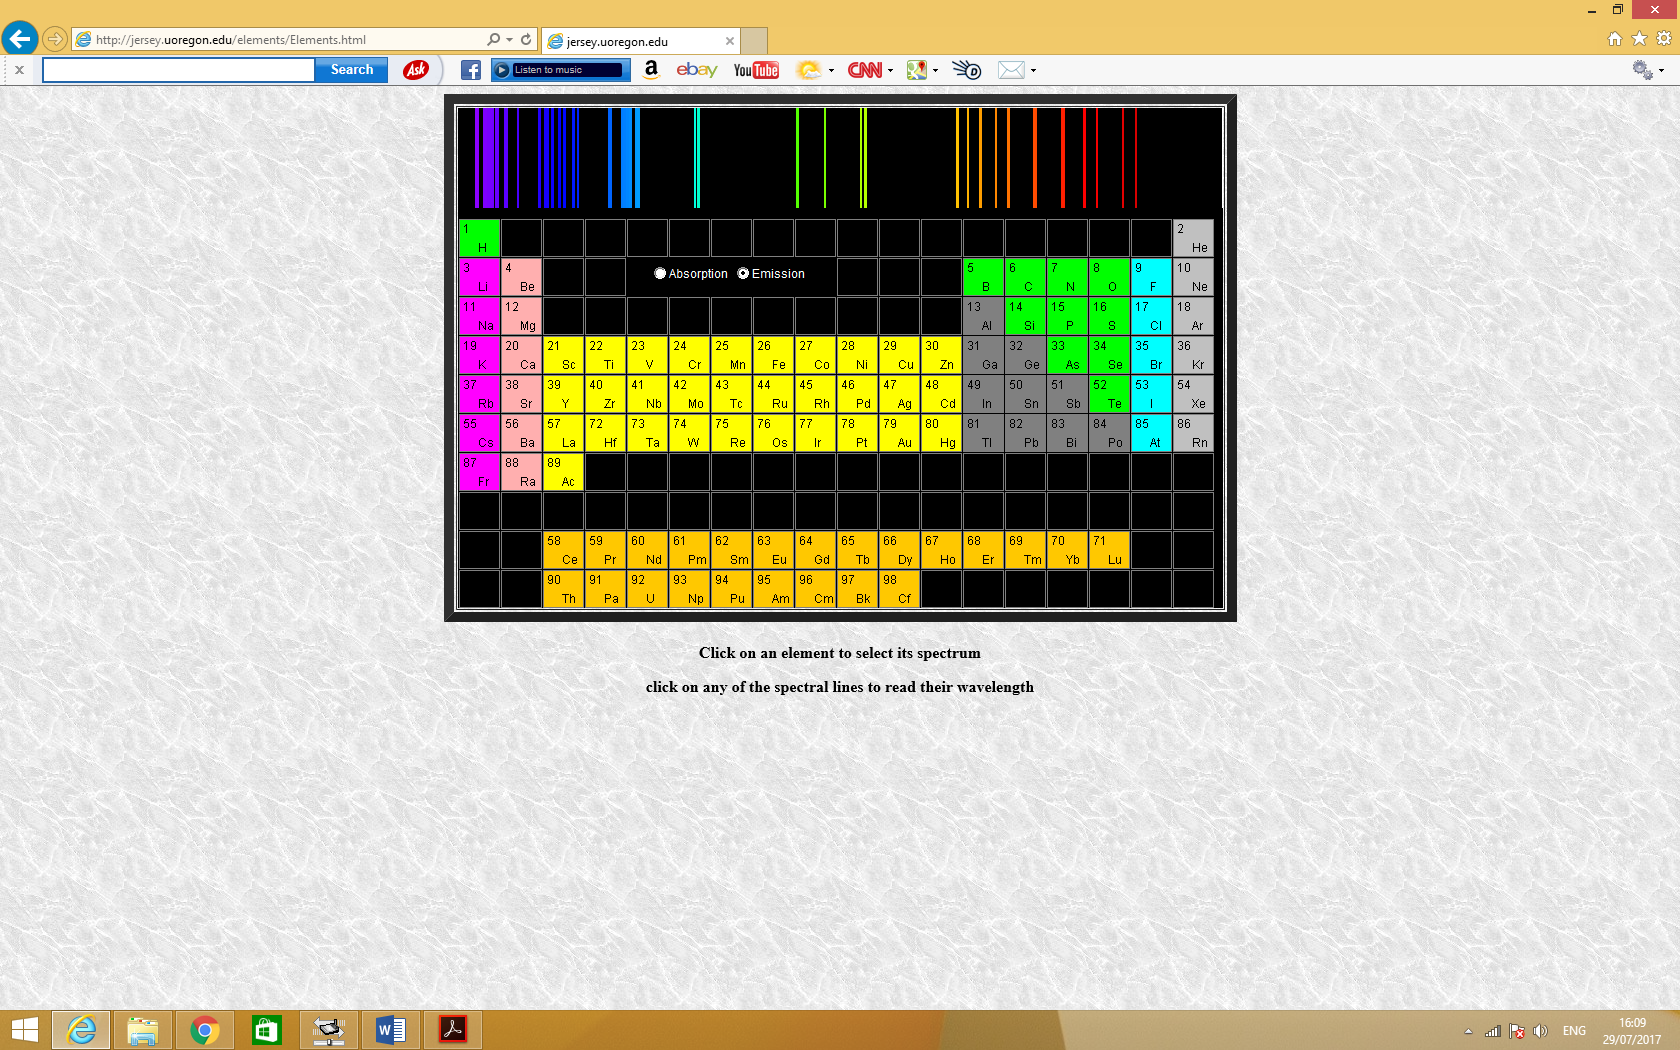 http://jersey.uoregon.edu/elements/Elements.html
jersey.uoregon.edu
x Search Ask Listen to music a ebay YouTube CNN
1 H 2 He
Absorption Emission
3 Li 4 Be 5 B 6 C 7 N 8 O 9 F 10 Ne
11 Na 12 Mg 13 Al 14 Si 15 P 16 S 17 Cl 18 Ar
19 K 20 Ca 21 Sc 22 Ti 23 V 24 Cr 25 Mn 26 Fe 27 Co 28 Ni 29 Cu 30 Zn 31 Ga 32 Ge 33 As 34 Se 35 Br 36 Kr
37 Rb 38 Sr 39 Y 40 Zr 41 Nb 42 Mo 43 Tc 44 Ru 45 Rh 46 Pd 47 Ag 48 Cd 49 In 50 Sn 51 Sb 52 Te 53 I 54 Xe
55 Cs 56 Ba 57 La 72 Hf 73 Ta 74 W 75 Re 76 Os 77 Ir 78 Pt 79 Au 80 Hg 81 Tl 82 Pb 83 Bi 84 Po 85 At 86 Rn
87 Fr 88 Ra 89 Ac
58 Ce 59 Pr 60 Nd 61 Pm 62 Sm 63 Eu 64 Gd 65 Tb 66 Dy 67 Ho 68 Er 69 Tm 70 Yb 71 Lu
90 Th 91 Pa 92 U 93 Np 94 Pu 95 Am 96 Cm 97 Bk 98 Cf
Click on an element to select its spectrum
click on any of the spectral lines to read their wavelength
ENG
16:09
29/07/2017